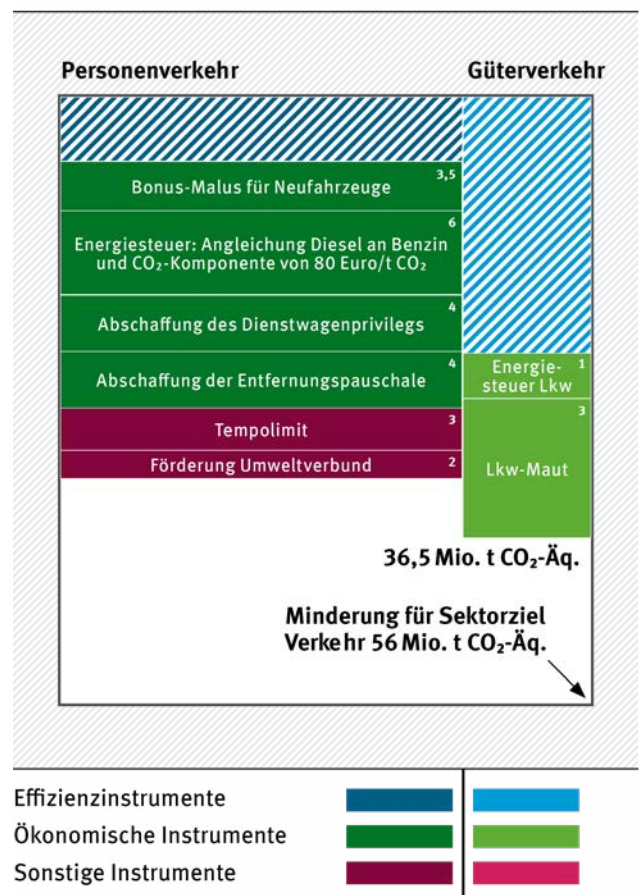 Personenverkehr
Güterverkehr
Bonus-Malus für Neufahrzeuge
3,5
Energiesteuer: Angleichung Diesel an Benzin
und CO₂-Komponente von 80 Euro/t CO₂
6
Abschaffung des Dienstwagenprivilegs
4
Abschaffung der Entfernungspauschale
4
Tempolimit
3
Förderung Umweltverbund
2
Energie-
steuer Lkw
1
Lkw-Maut
3
36,5 Mio. t CO₂-Äq.
Minderung für Sektorziel
Verkehr 56 Mio. t CO₂-Äq.
Effizienzinstrumente
Ökonomische Instrumente
Sonstige Instrumente